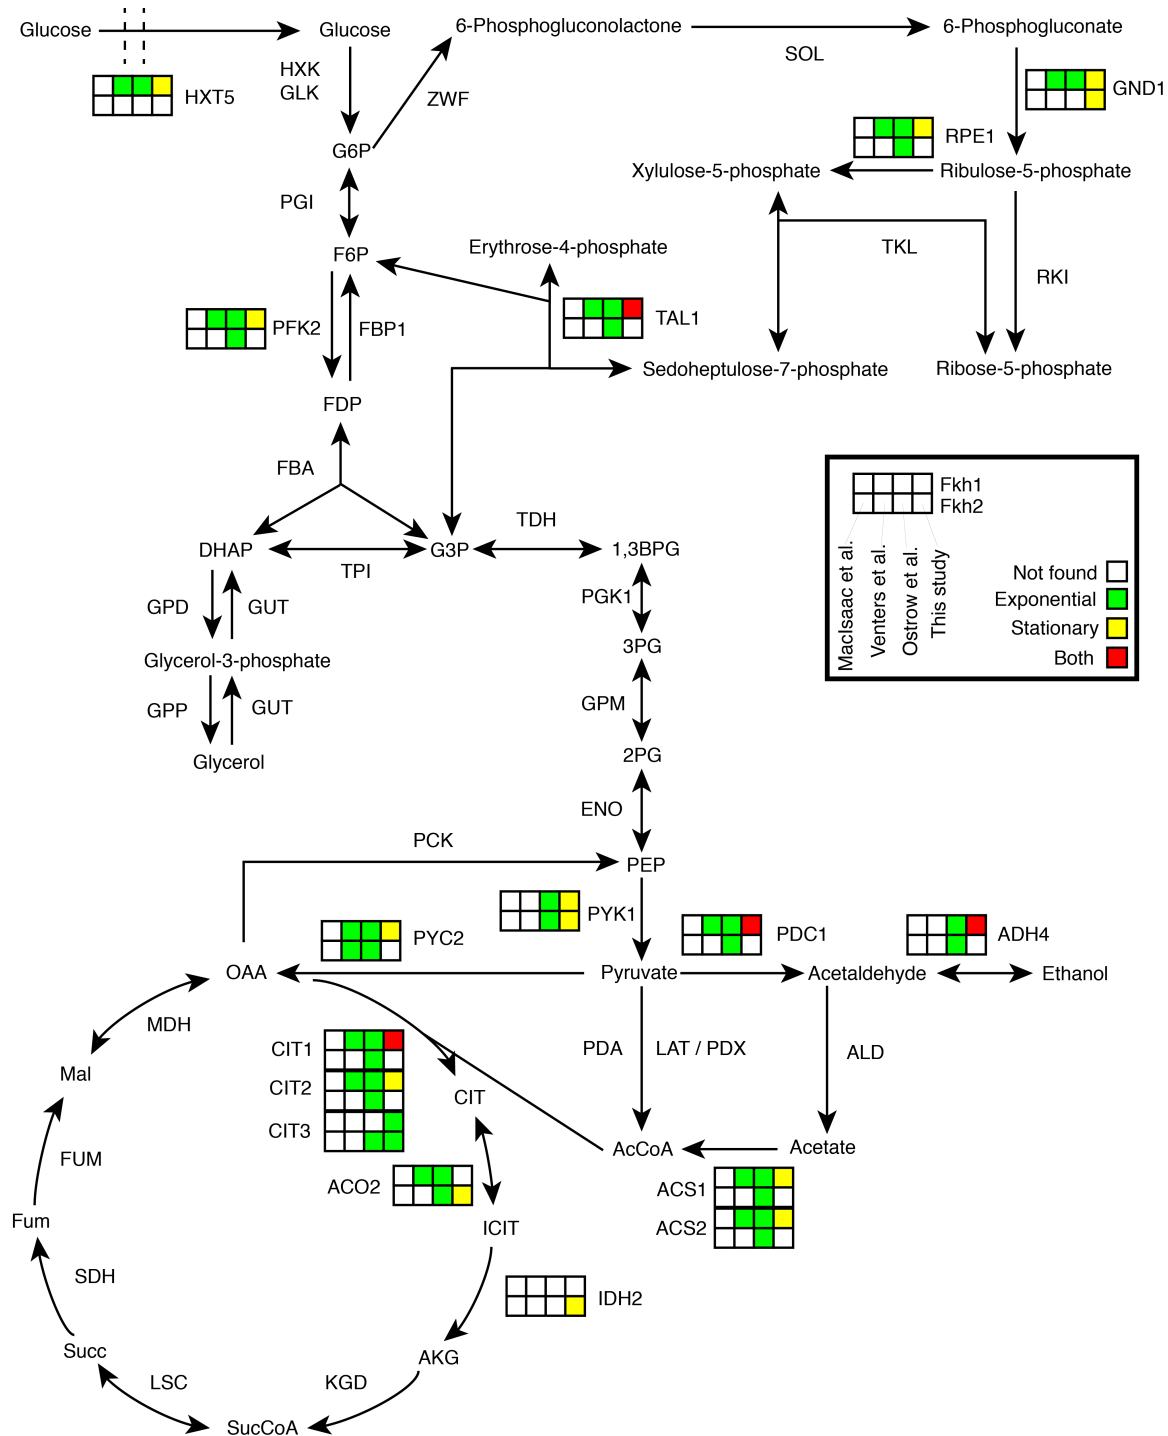 Glucose
Glucose
6-Phosphogluconolactone
6-Phosphogluconate
SOL
HXK
GLK
HXT5
ZWF
GND1
RPE1
G6P
Xylulose-5-phosphate
Ribulose-5-phosphate
PGI
F6P
Erythrose-4-phosphate
TKL
RKI
PFK2
FBP1
TAL1
Sedoheptulose-7-phosphate
Ribose-5-phosphate
FDP
FBA
Fkh1
Fkh2
MacIsaac et al.
Venters et al.
Ostrow et al.
This study
Not found
Exponential
Stationary
Both
TDH
DHAP
G3P
1,3BPG
TPI
PGK1
GPD
GUT
3PG
Glycerol-3-phosphate
GPM
GPP
GUT
2PG
Glycerol
ENO
PCK
PEP
PYK1
PYC2
PDC1
ADH4
OAA
Pyruvate
Acetaldehyde
Ethanol
MDH
CIT1
PDA
LAT / PDX
ALD
Mal
CIT2
CIT
CIT3
AcCoA
Acetate
FUM
ACO2
ACS1
Fum
ICIT
ACS2
SDH
IDH2
Succ
AKG
LSC
KGD
SucCoA